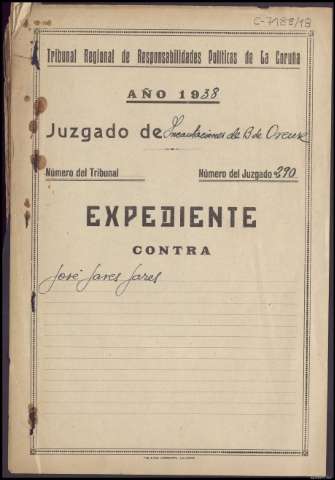 C-7188/18
Tribunal Regional de Responsabilidades Políticas de La Coruña
AÑO 1938
Juzgado de Incautaciones de B. de Orense
Número del Tribunal Número del Juzgado 290
EXPEDIENTE
CONTRA
José Jares Jares